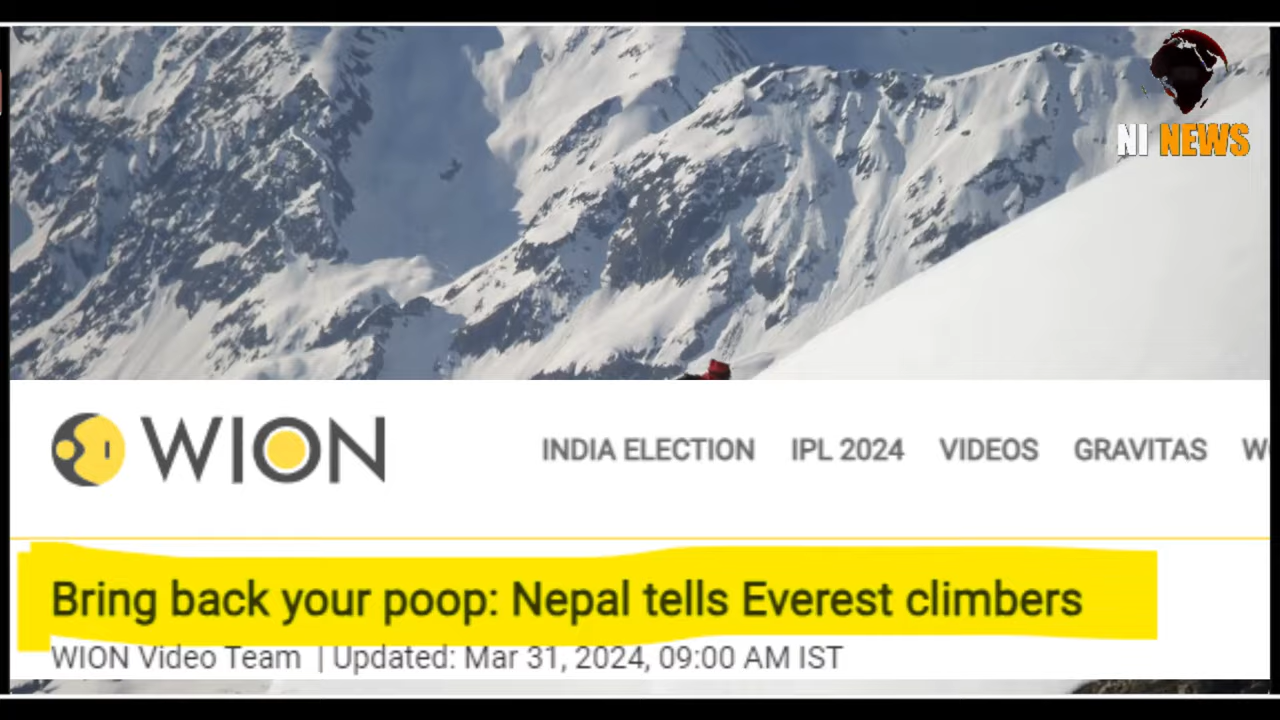 NI NEWS
WION
INDIA ELECTION IPL 2024 VIDEOS GRAVITAS
Bring back your poop: Nepal tells Everest climbers
WION Video Team | Updated: Mar 31, 2024, 09:00 AM IST